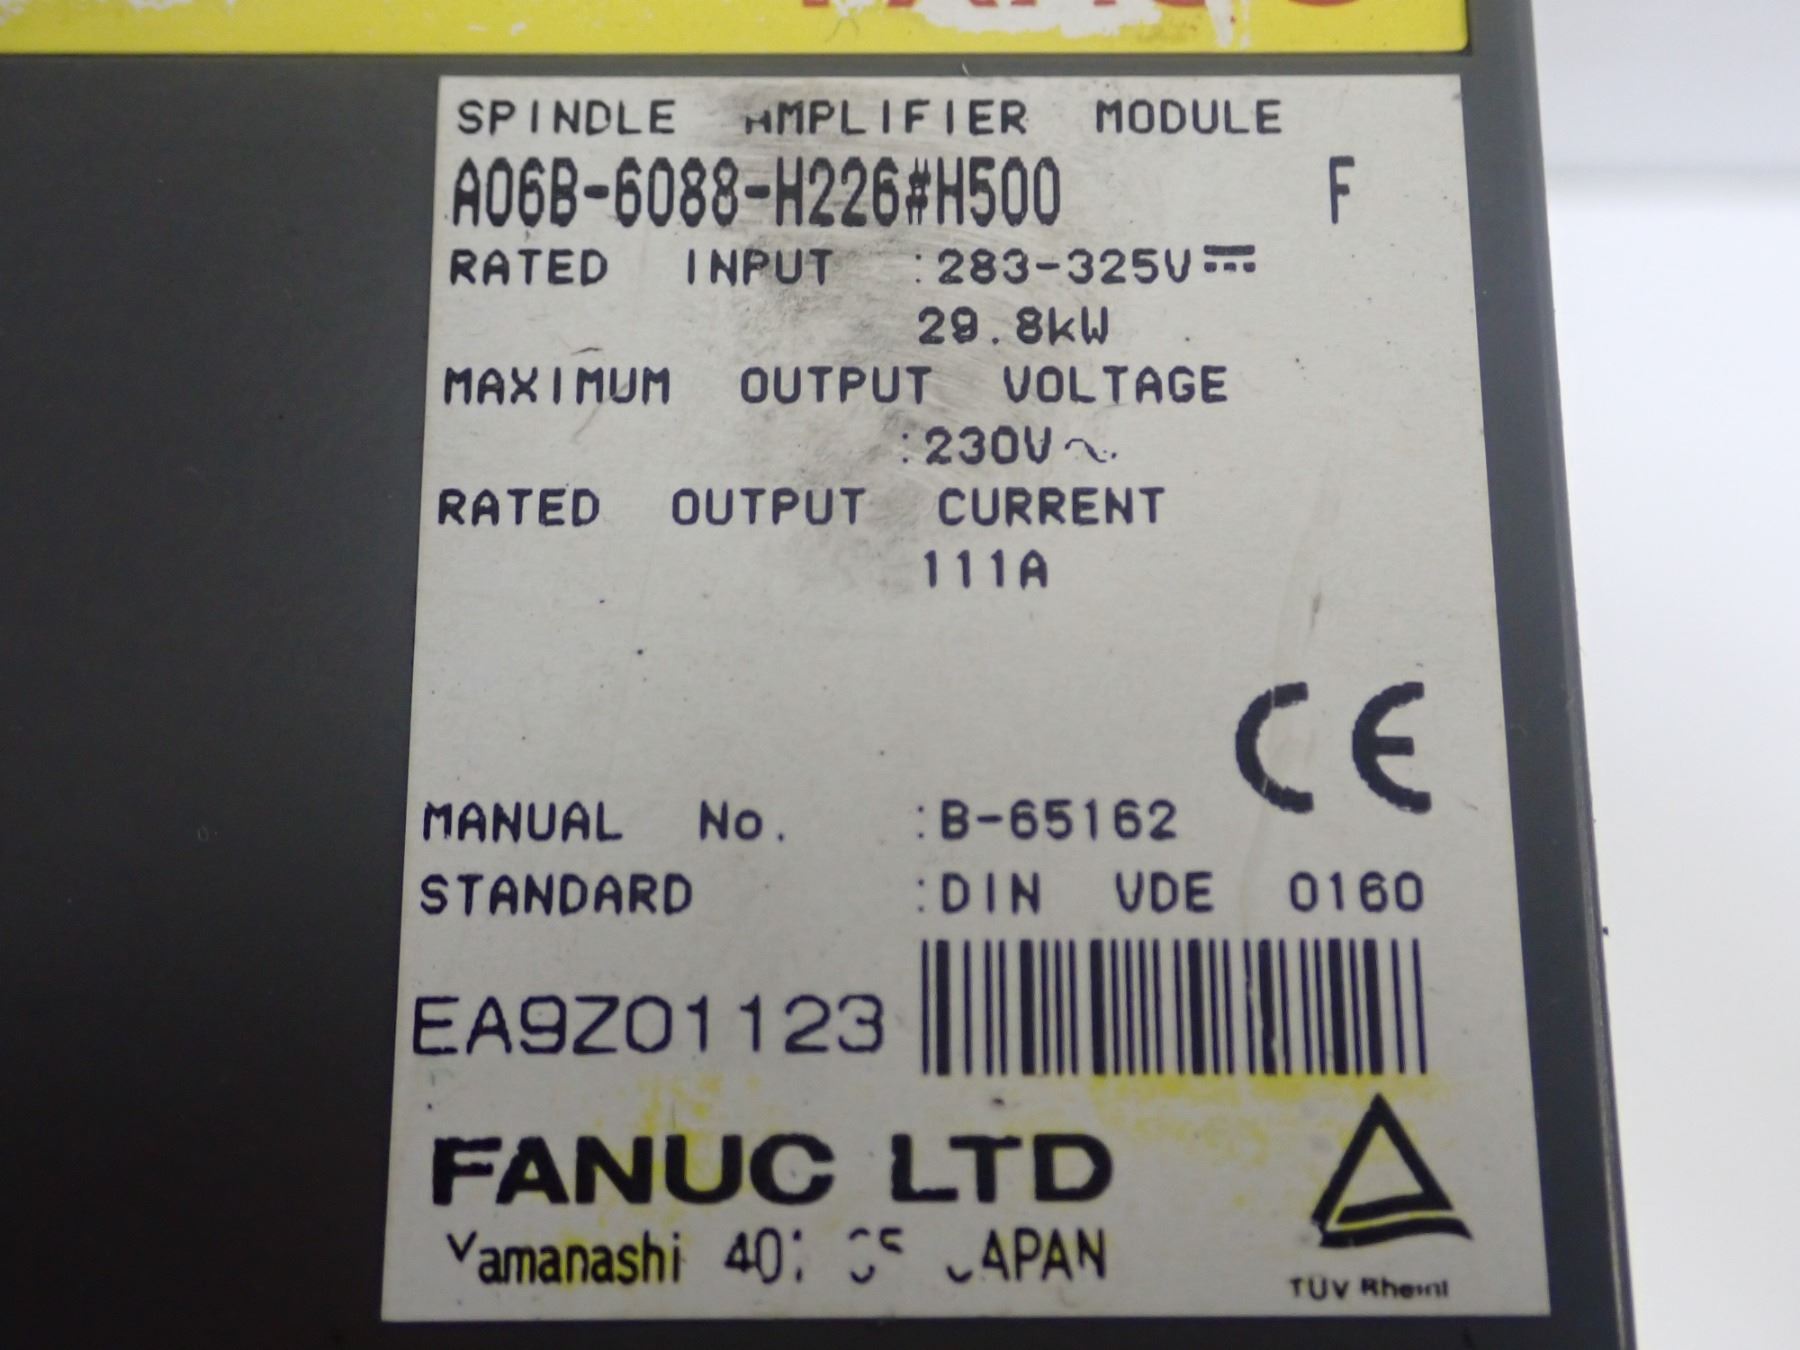 SPINDLE AMPLIFIER MODULE
A06B-6088-H226#H500 F
RATED INPUT :283-325V⎓
29.8kW
MAXIMUM OUTPUT VOLTAGE
:230V~
RATED OUTPUT CURRENT
111A
CE
MANUAL No. :B-65162
STANDARD :DIN VDE 0160
EA9Z01123
FANUC LTD
Yamanashi JAPAN
TÜV Rheinl